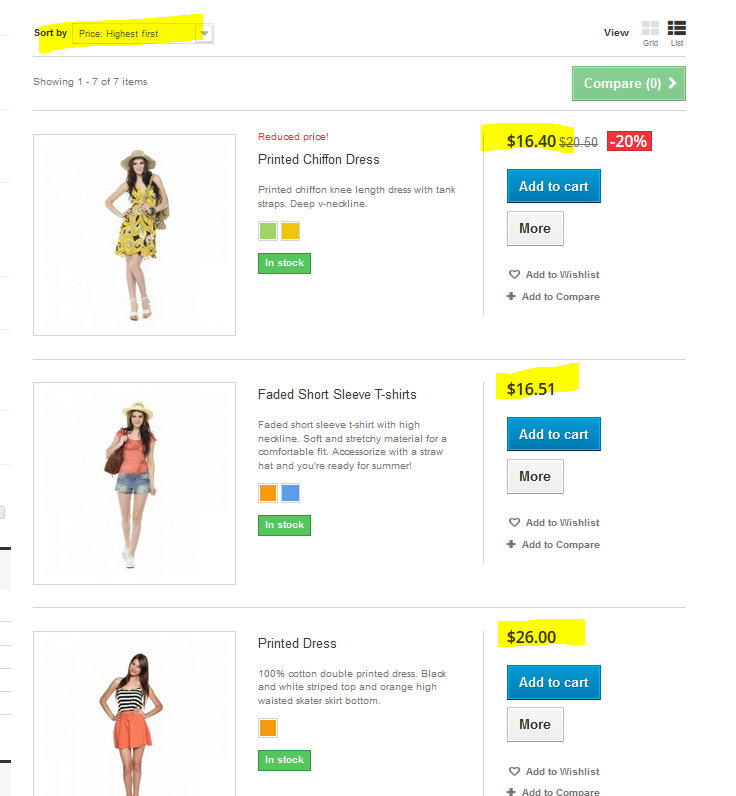 Sort by Price: Highest first
View
Grid List
Showing 1 - 7 of 7 items
Compare (0)
Reduced price!
Printed Chiffon Dress
Printed chiffon knee length dress with tank
straps. Deep v-neckline.
In stock
$16.40 $20.50 -20%
Add to cart
More
Add to Wishlist
Add to Compare
Faded Short Sleeve T-shirts
Faded short sleeve t-shirt with high
neckline. Soft and stretchy material for a
comfortable fit. Accessorize with a straw
hat and you're ready for summer!
In stock
$16.51
Add to cart
More
Add to Wishlist
Add to Compare
Printed Dress
100% cotton double printed dress. Black
and white striped top and orange high
waisted skater skirt bottom.
In stock
$26.00
Add to cart
More
Add to Wishlist
Add to Compare